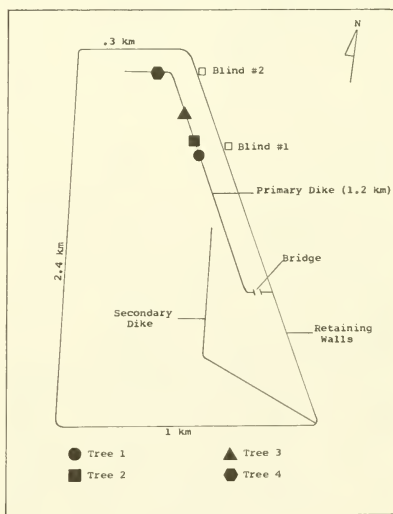 N
.3 km
Blind #2
Blind #1
Primary Dike (1.2 km)
2.4 km
Bridge
Secondary
Dike
Retaining
Walls
1 km
Tree 1
Tree 3
Tree 2
Tree 4